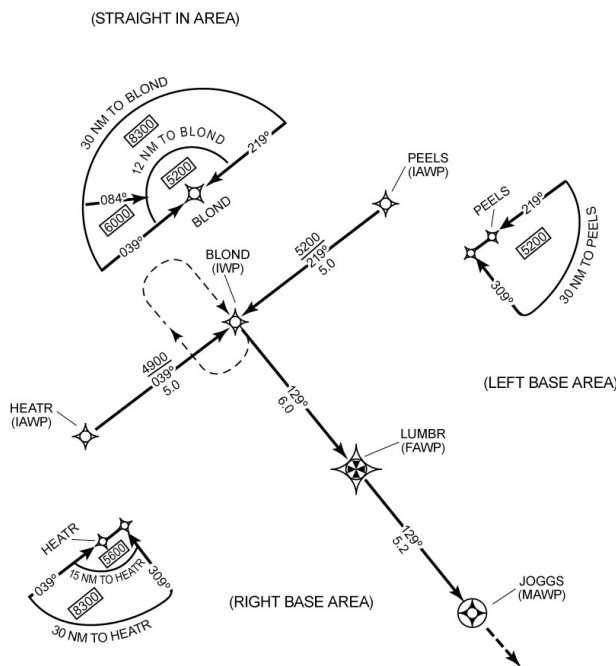 (STRAIGHT IN AREA)
30 NM TO BLOND
8300
12 NM TO BLOND
5200
219°
084°
6000
BLOND
039°
PEELS
(IAWP)
PEELS
219°
5200
30 NM TO PEELS
309°
5200
219°
5.0
BLOND
(IWP)
4900
039°
5.0
(LEFT BASE AREA)
HEATR
(IAWP)
129°
6.0
LUMBR
(FAWP)
129°
5.2
HEATR
5600
039°
15 NM TO HEATR
309°
8300
30 NM TO HEATR
(RIGHT BASE AREA)
JOGGS
(MAWP)